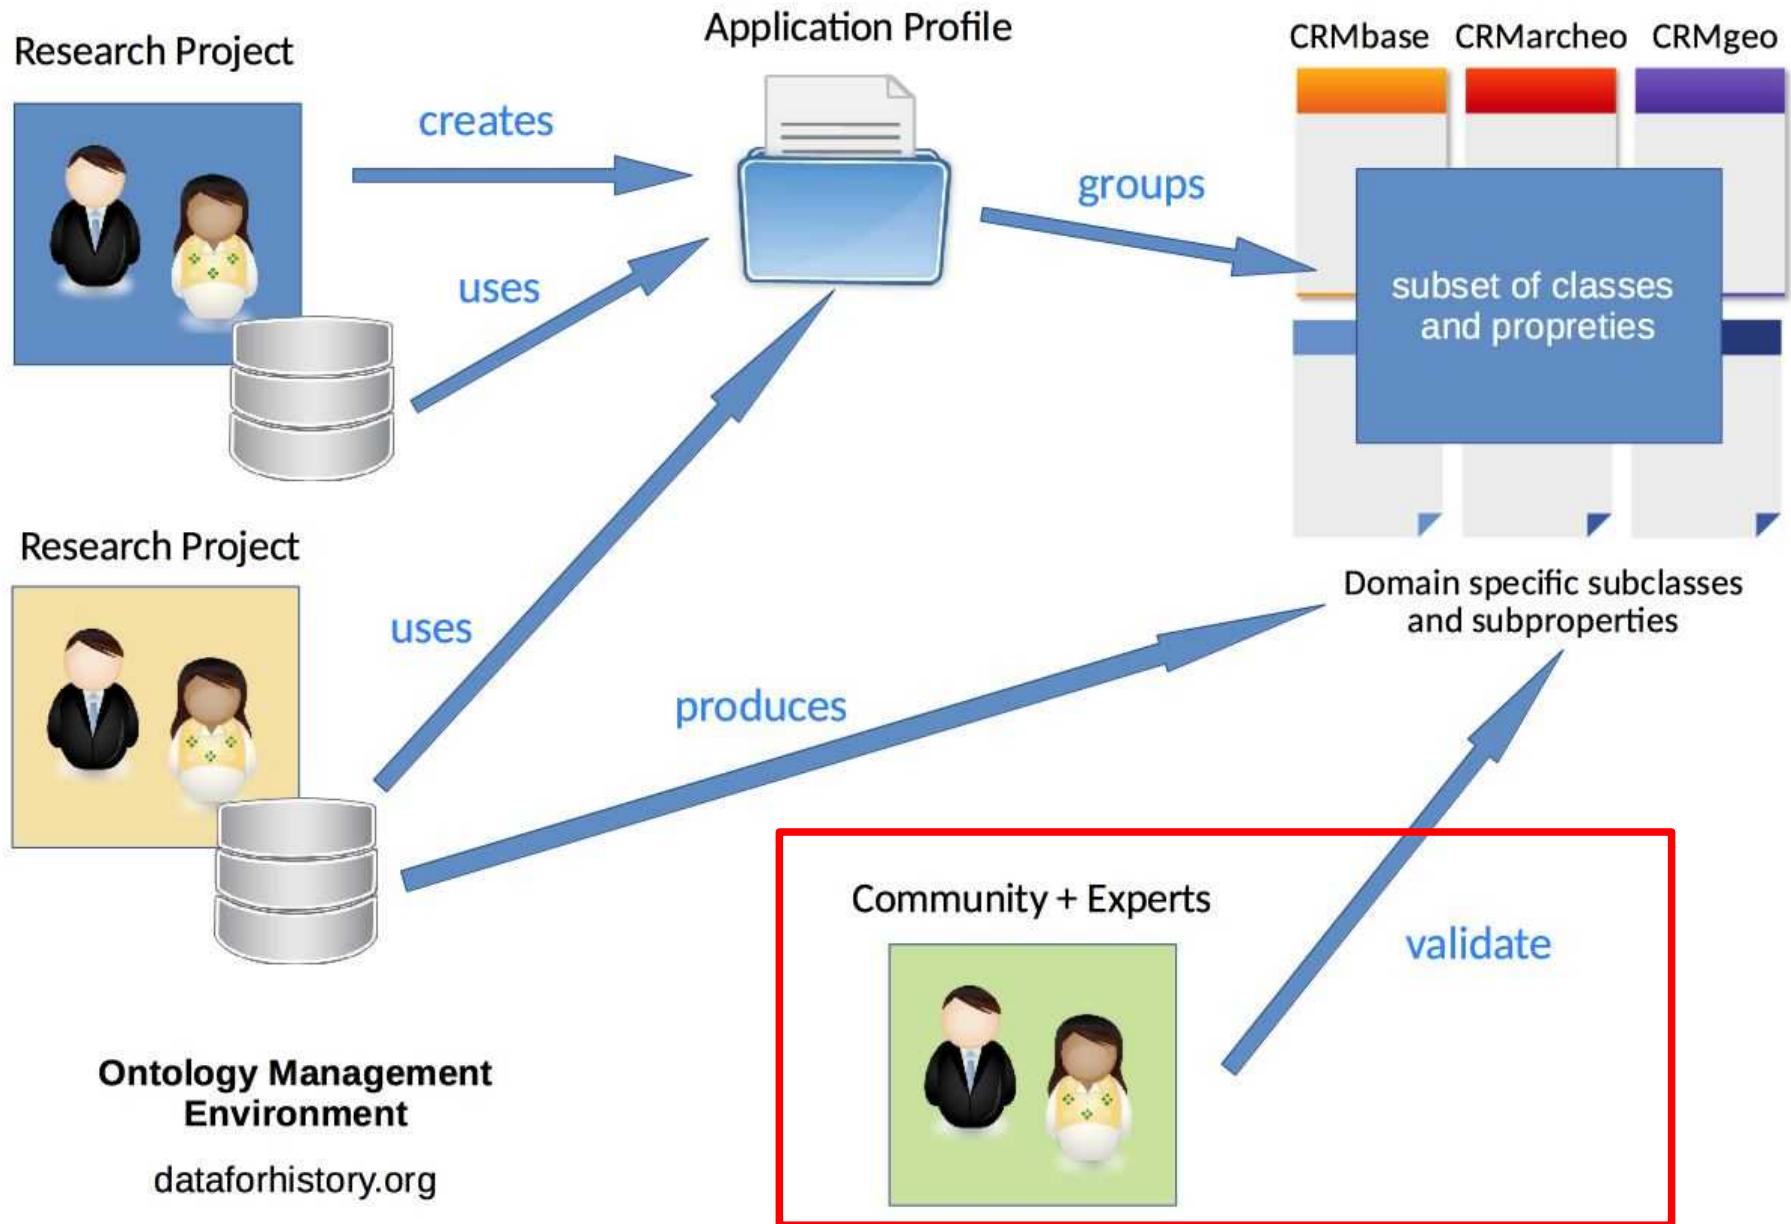 Research Project
Application Profile
CRMbase CRMarcheo CRMgeo
creates
groups
uses
subset of classes
and propreties
Research Project
Domain specific subclasses
and subproperties
uses
produces
Community + Experts
validate
Ontology Management
Environment
dataforhistory.org